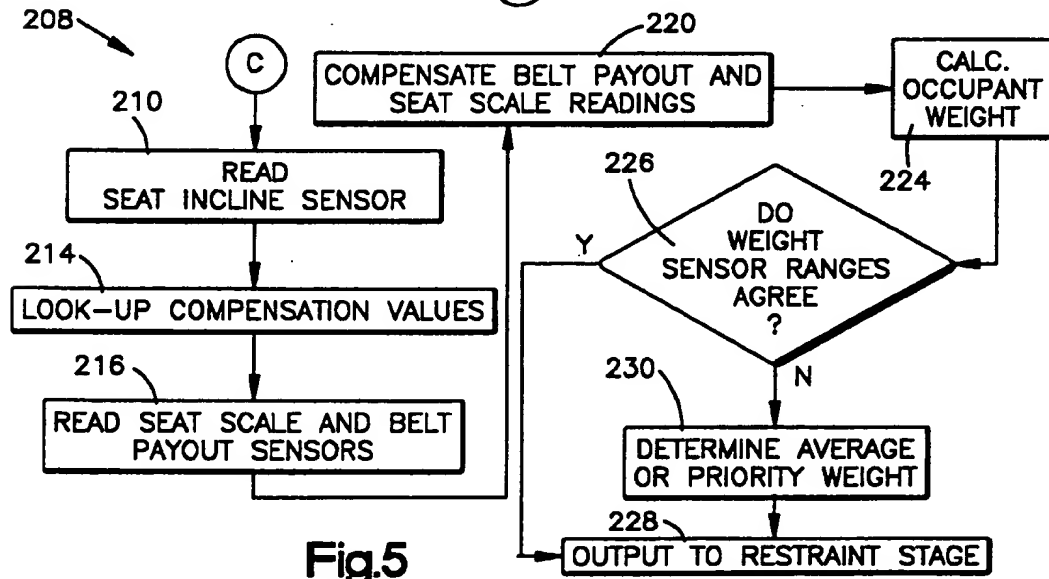 208
C
210
READ
SEAT INCLINE SENSOR
214
LOOK-UP COMPENSATION VALUES
216
READ SEAT SCALE AND BELT
PAYOUT SENSORS
220
COMPENSATE BELT PAYOUT AND
SEAT SCALE READINGS
CALC.
OCCUPANT
WEIGHT
224
226
DO
WEIGHT
SENSOR RANGES
AGREE
?
Y
N
230
DETERMINE AVERAGE
OR PRIORITY WEIGHT
228
OUTPUT TO RESTRAINT STAGE
Fig.5